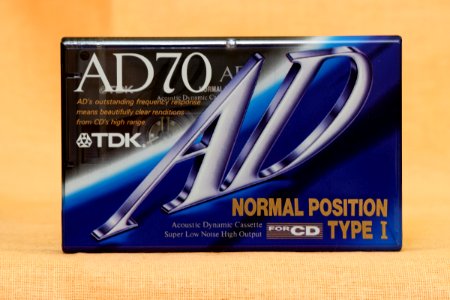 AD70
AD's outstanding frequency response
means beautifully clear renditions
from CD's high range.
TDK
AD
NORMAL POSITION
TYPE I
Acoustic Dynamic Cassette
Super Low Noise High Output
FOR CD